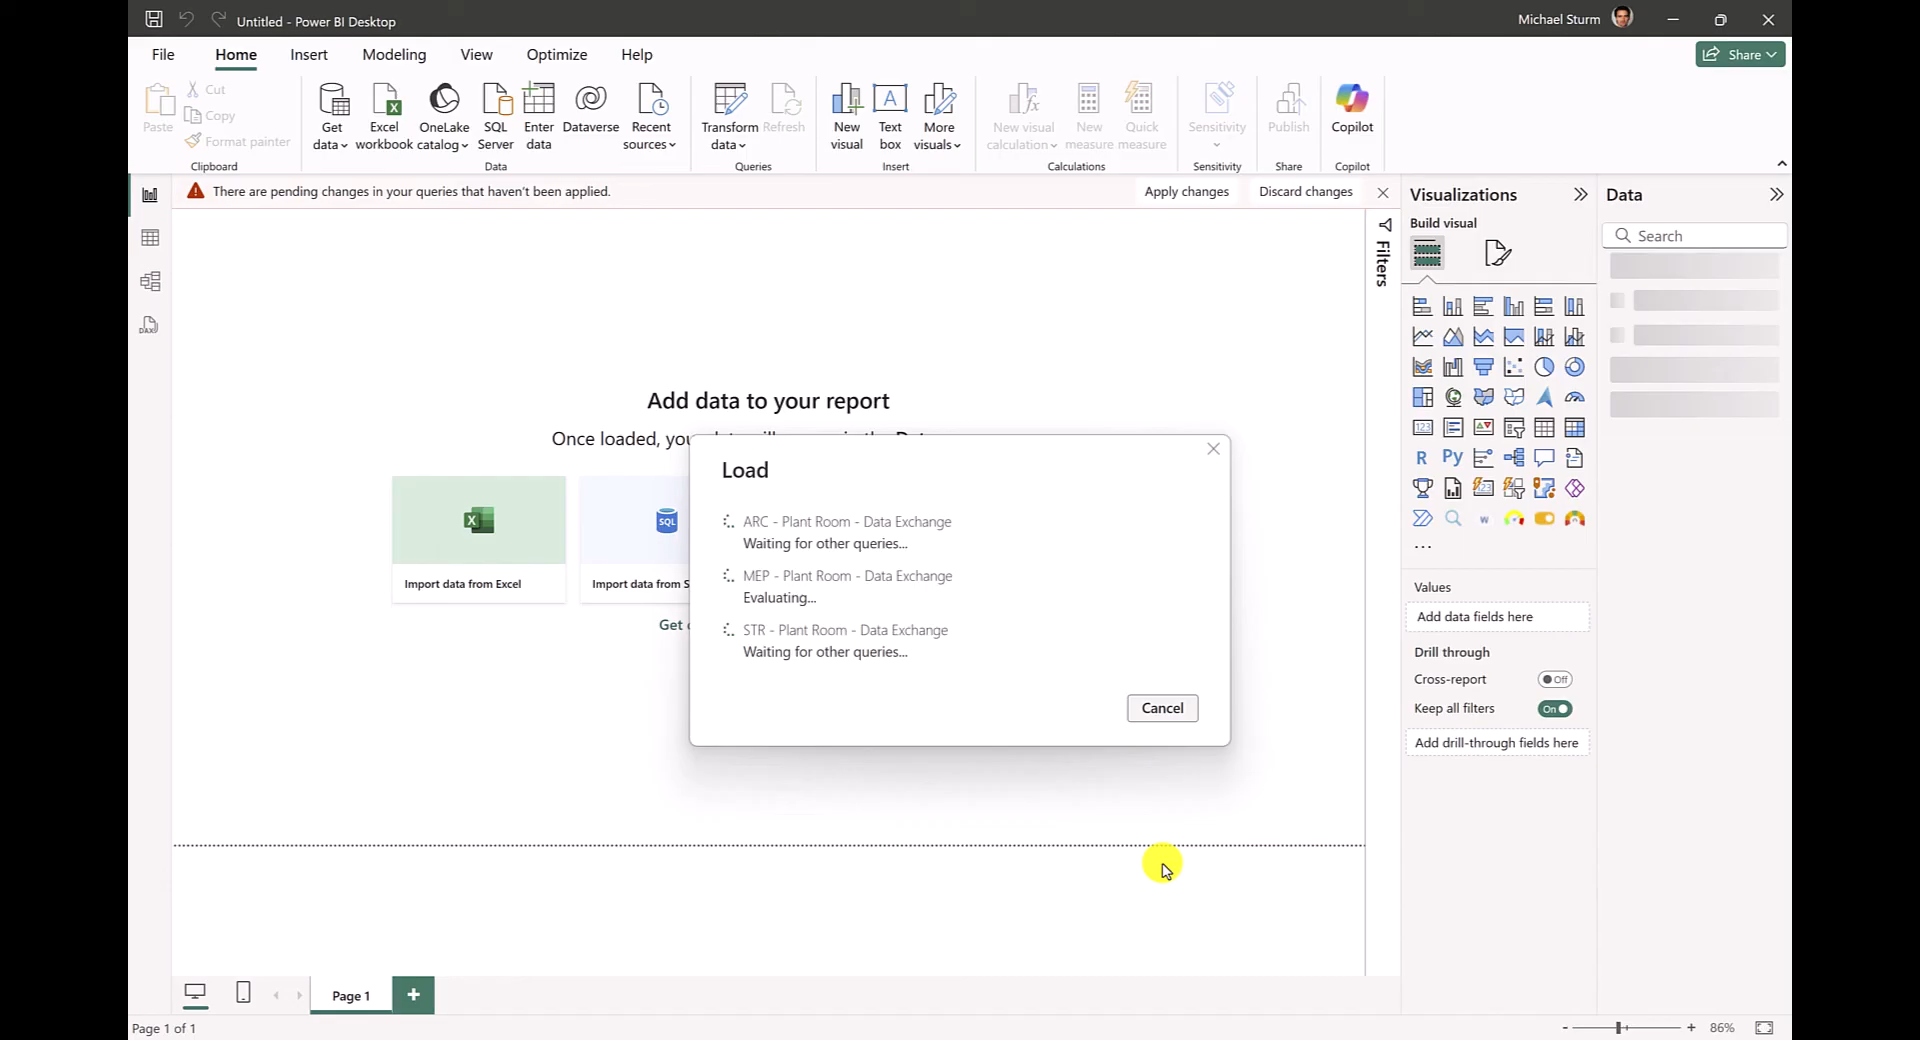 Untitled - Power BI Desktop
Michael Sturm
File
Home
Insert
Modeling
View
Optimize
Help
Share
Paste
Cut
Copy
Format painter
Clipboard
Get data
Excel workbook
OneLake catalog
SQL Server
Enter data
Dataverse
Recent sources
Data
Transform data
Refresh
Queries
New visual
Text box
More visuals
Insert
New visual calculation
New measure
Quick measure
Calculations
Sensitivity
Sensitivity
Publish
Share
Copilot
Copilot
There are pending changes in your queries that haven't been applied.
Apply changes
Discard changes
DAX
Filters
Visualizations
Build visual
Data
Search
Add data to your report
Once loaded, you
Import data from Excel
SQL
Import data from S
Get
Load
ARC - Plant Room - Data Exchange
Waiting for other queries...
MEP - Plant Room - Data Exchange
Evaluating...
STR - Plant Room - Data Exchange
Waiting for other queries...
Cancel
123
R
Py
Values
Add data fields here
Drill through
Cross-report
Off
Keep all filters
On
Add drill-through fields here
Page 1
Page 1 of 1
86%